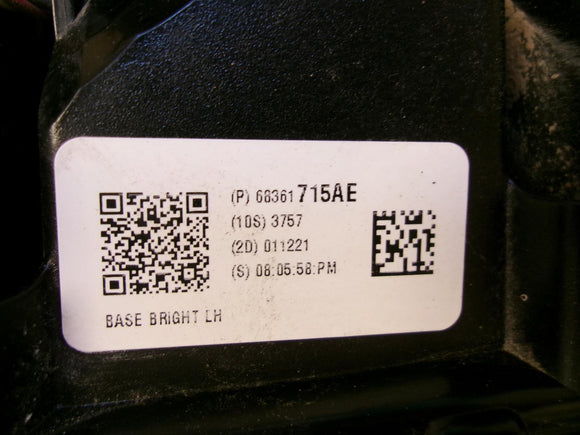 (P) 68361715AE
(10S) 3757
(2D) 011221
(S) 08:05:58:PM
BASE BRIGHT LH